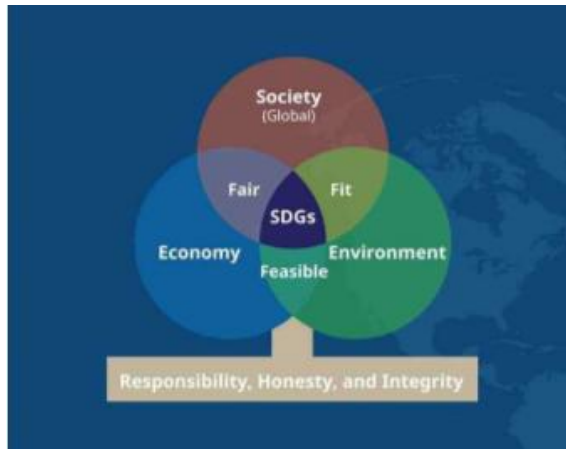 Society
(Global)
Fair
Fit
SDGs
Economy
Environment
Feasible
Responsibility, Honesty, and Integrity